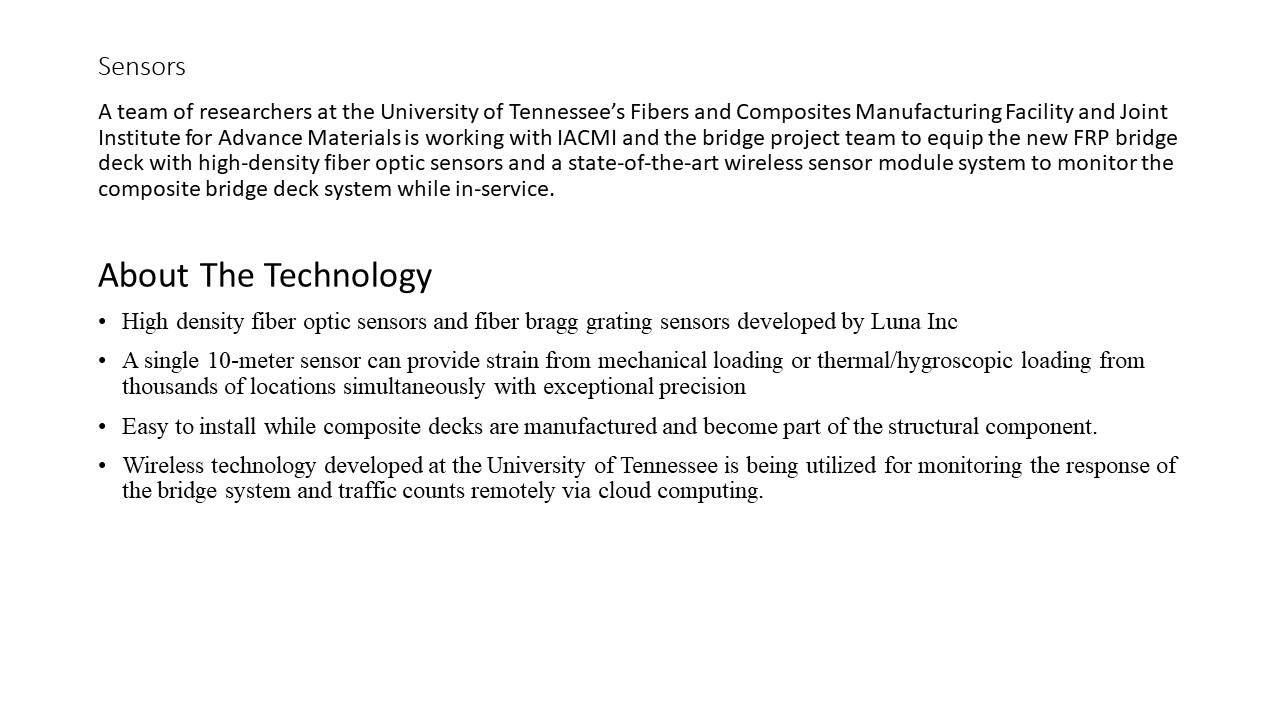 Sensors
A team of researchers at the University of Tennessee’s Fibers and Composites Manufacturing Facility and Joint
Institute for Advance Materials is working with IACMI and the bridge project team to equip the new FRP bridge
deck with high-density fiber optic sensors and a state-of-the-art wireless sensor module system to monitor the
composite bridge deck system while in-service.
About The Technology
• High density fiber optic sensors and fiber bragg grating sensors developed by Luna Inc
• A single 10-meter sensor can provide strain from mechanical loading or thermal/hygroscopic loading from
thousands of locations simultaneously with exceptional precision
• Easy to install while composite decks are manufactured and become part of the structural component.
• Wireless technology developed at the University of Tennessee is being utilized for monitoring the response of
the bridge system and traffic counts remotely via cloud computing.